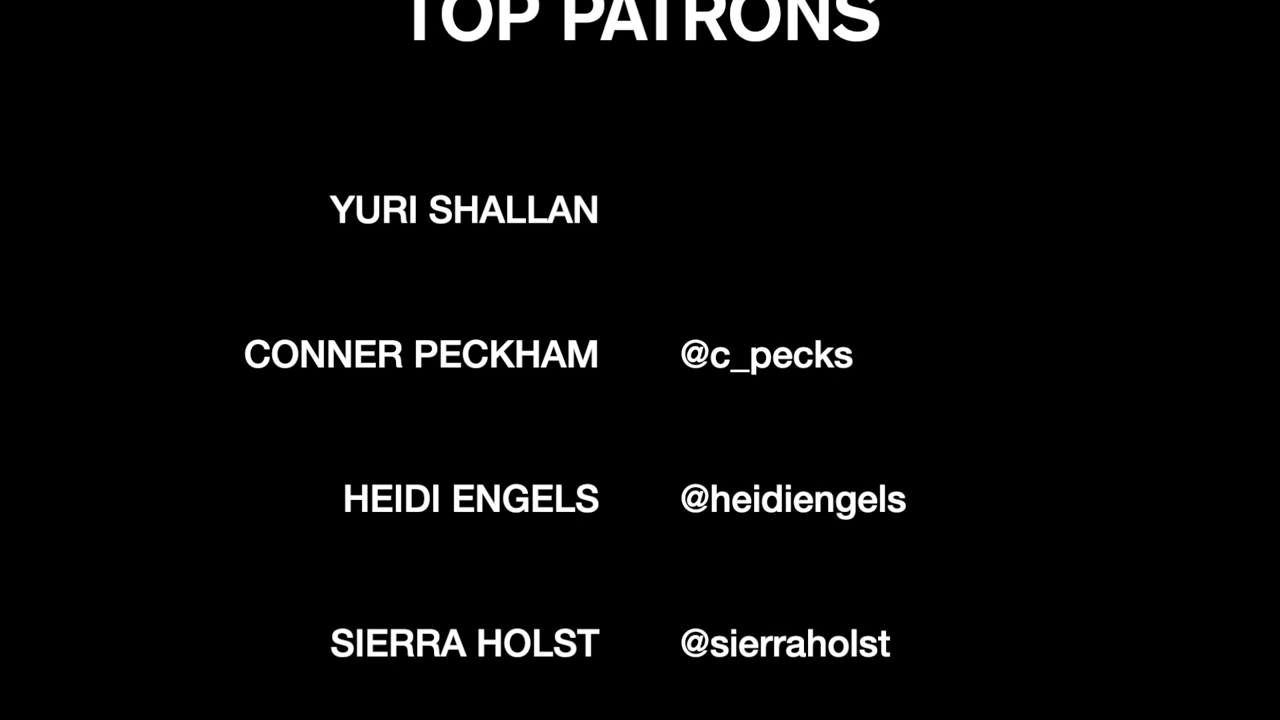 TOP PATRONS
YURI SHALLAN
CONNER PECKHAM @c_pecks
HEIDI ENGELS @heidiengels
SIERRA HOLST @sierraholst